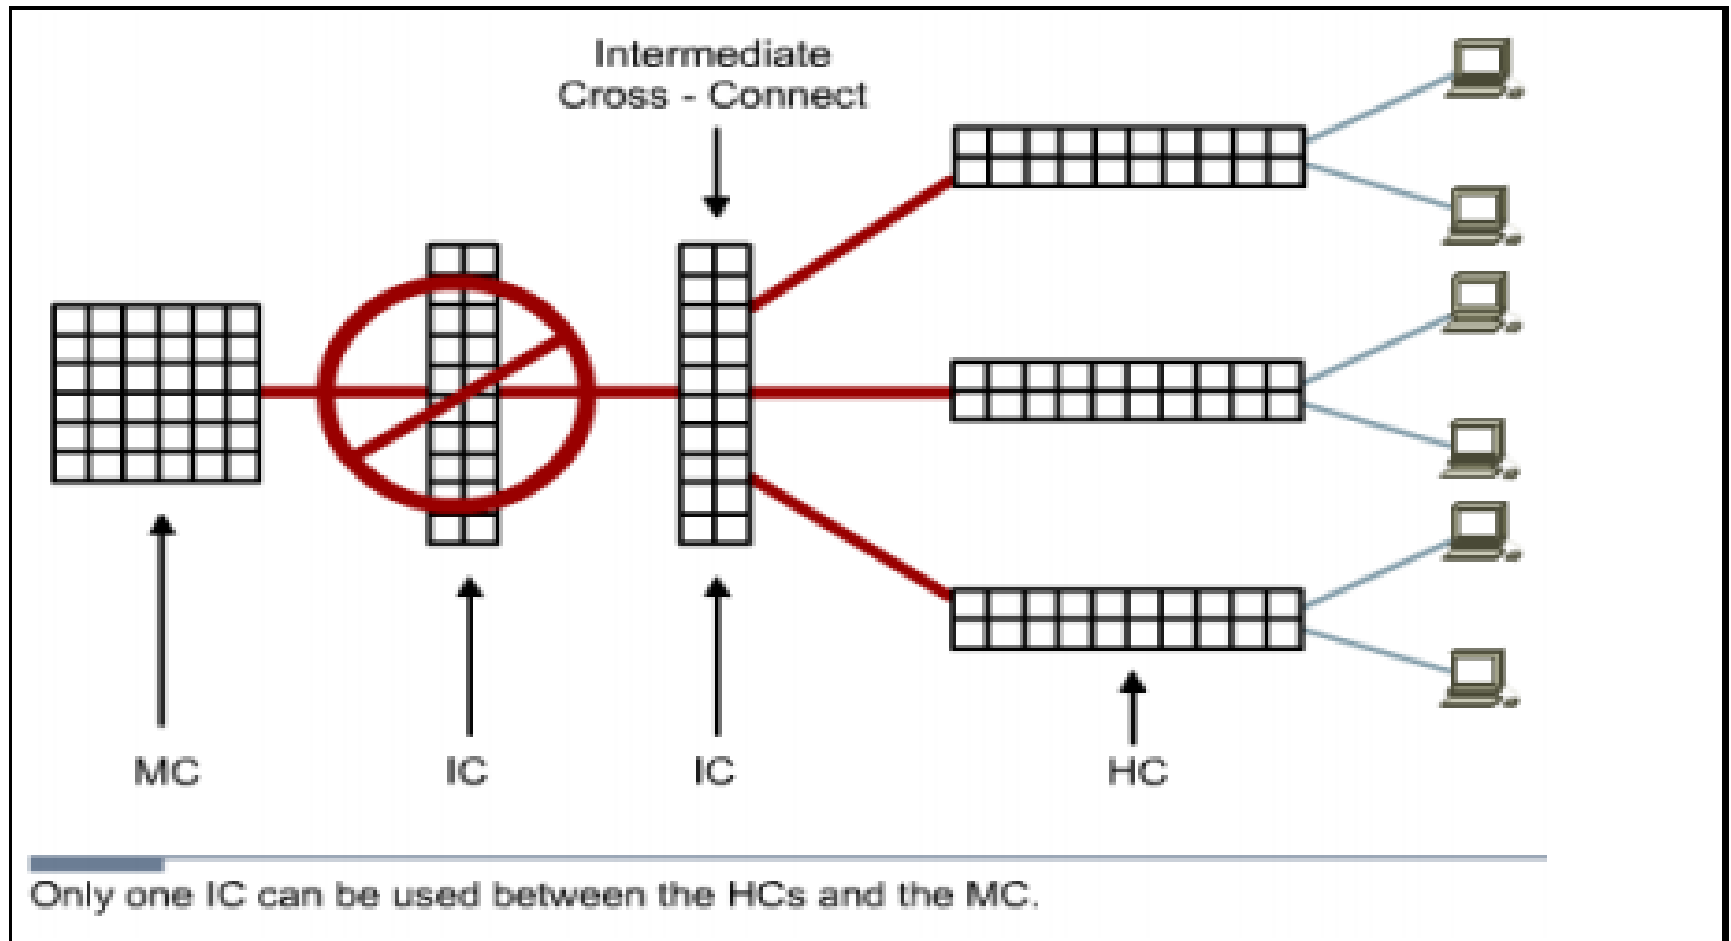 Intermediate
Cross - Connect
MC
IC
IC
HC
Only one IC can be used between the HCs and the MC.